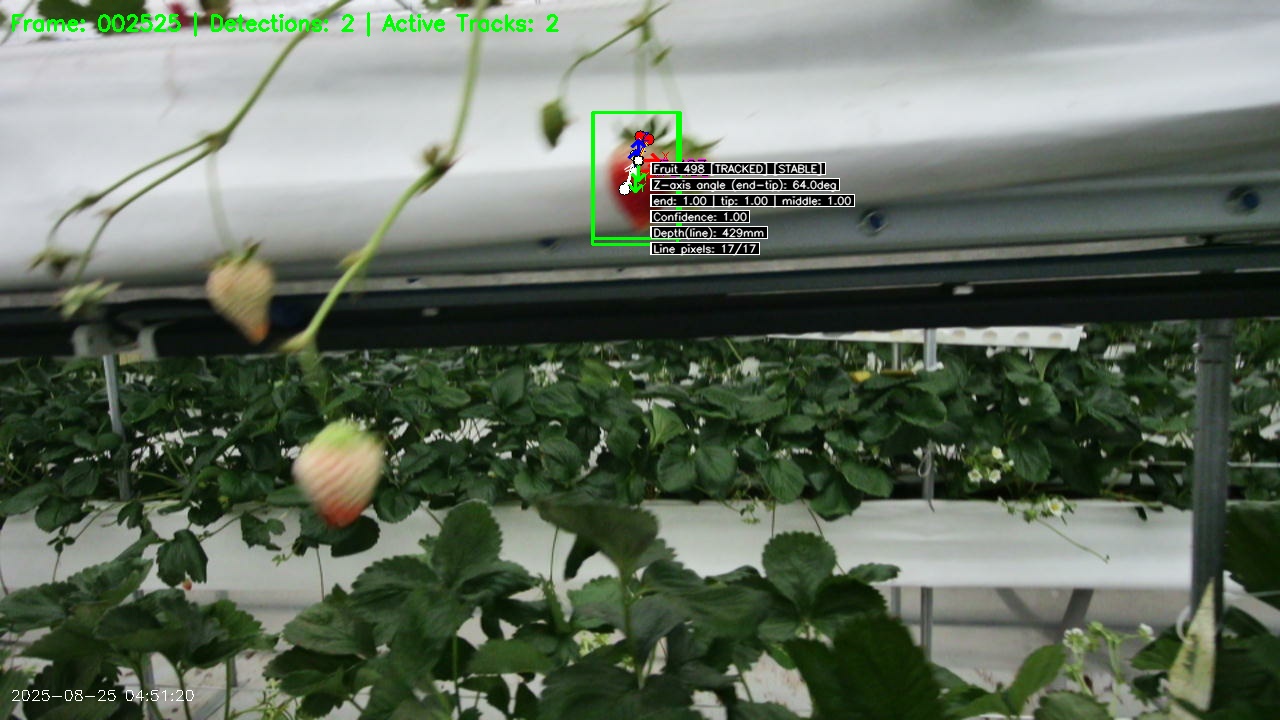 Frame: 002525 | Detections: 2 | Active Tracks: 2
Fruit 498 [TRACKED] [STABLE]
Z-axis angle (end-tip): 64.0deg
end: 1.00 | tip: 1.00 | middle: 1.00
Confidence: 1.00
Depth(line): 429mm
Line pixels: 17/17
2025-08-25 04:51:20